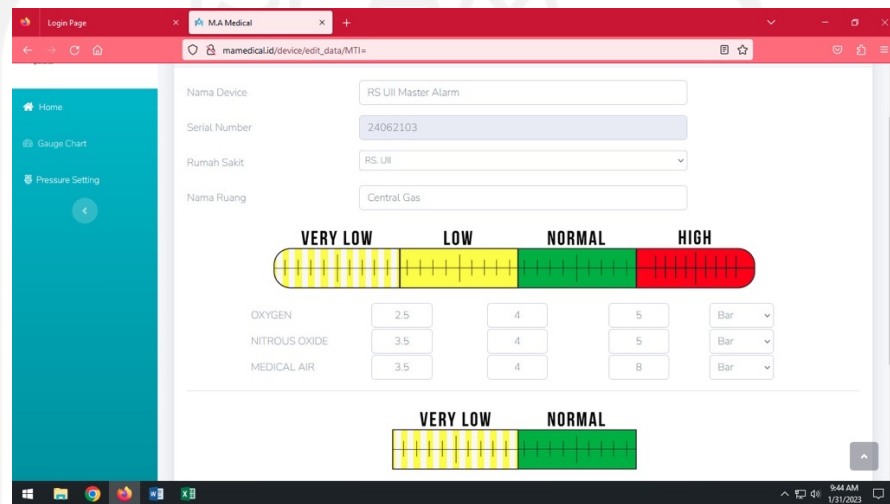 Login Page
M.A Medical
mamedical.id/device/edit_data/MTI=
Nama Device RS UII Master Alarm
Home
Serial Number 24062103
Gauge Chart
Rumah Sakit RS. UII
Pressure Setting
Nama Ruang Central Gas
VERY LOW LOW NORMAL HIGH
OXYGEN 2.5 4 5 Bar
NITROUS OXIDE 3.5 4 5 Bar
MEDICAL AIR 3.5 4 8 Bar
VERY LOW NORMAL
9:44 AM
1/31/2023